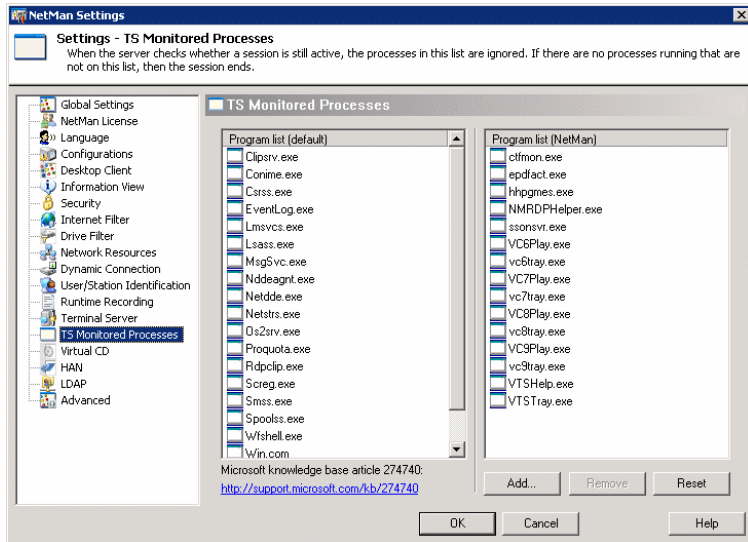 NetMan Settings
Settings - TS Monitored Processes
When the server checks whether a session is still active, the processes in this list are ignored. If there are no processes running that are
not on this list, then the session ends.
Global Settings
NetMan License
Language
Configurations
Desktop Client
Information View
Security
Internet Filter
Drive Filter
Network Resources
Dynamic Connection
User/Station Identification
Runtime Recording
Terminal Server
TS Monitored Processes
Virtual CD
HAN
LDAP
Advanced
TS Monitored Processes
Program list (default)
Clipsrv.exe
Conime.exe
Csrss.exe
EventLog.exe
Lmsvcs.exe
Lsass.exe
MsgSvc.exe
Nddeagnt.exe
Netdde.exe
Netstrs.exe
Os2srv.exe
Proquota.exe
Rdpclip.exe
Screg.exe
Smss.exe
Spoolss.exe
Wfshell.exe
Win.com
Microsoft knowledge base article 274740:
http://support.microsoft.com/kb/274740
Program list (NetMan)
ctfmon.exe
epdfact.exe
hhpgmes.exe
NMRDPHelper.exe
ssonsvr.exe
VC6Play.exe
vc6tray.exe
VC7Play.exe
vc7tray.exe
VC8Play.exe
vc8tray.exe
VC9Play.exe
vc9tray.exe
VTSHelp.exe
VTSTray.exe
Add...
Remove
Reset
OK
Cancel
Help